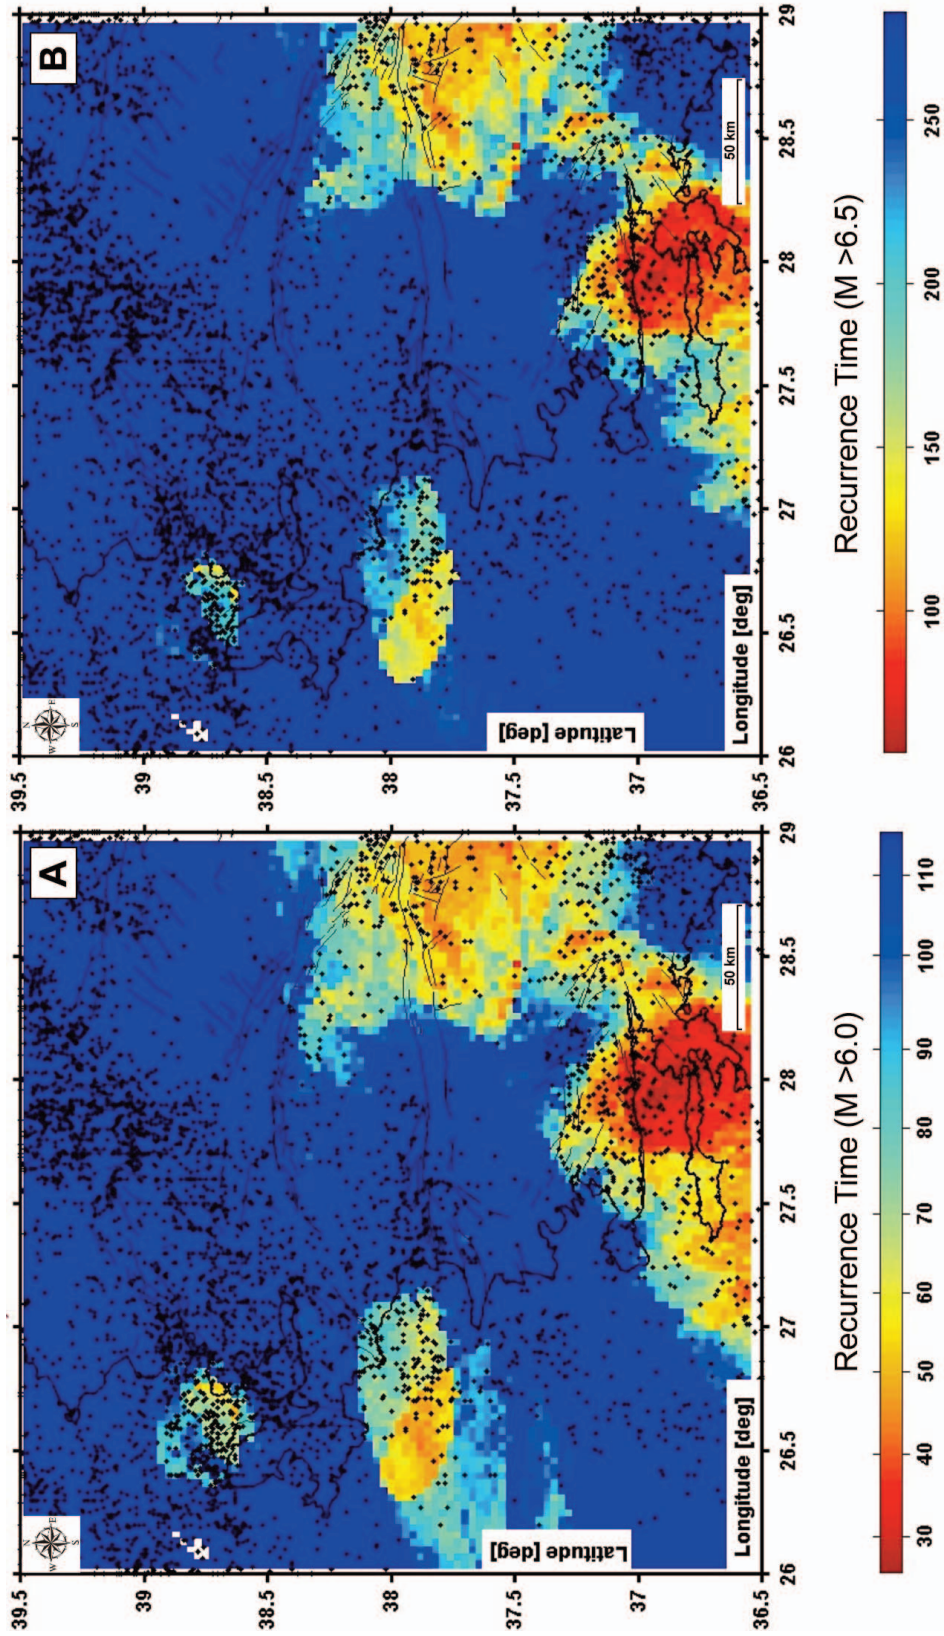 A
N
W
E
S
39.5
39
38.5
38
37.5
37
36.5
Latitude [deg]
Longitude [deg]
50 km
26
26.5
27
27.5
28
28.5
29
Recurrence Time (M >6.0)
30
40
50
60
70
80
90
100
110
B
N
W
E
S
39.5
39
38.5
38
37.5
37
36.5
Latitude [deg]
Longitude [deg]
50 km
26
26.5
27
27.5
28
28.5
29
Recurrence Time (M >6.5)
100
150
200
250